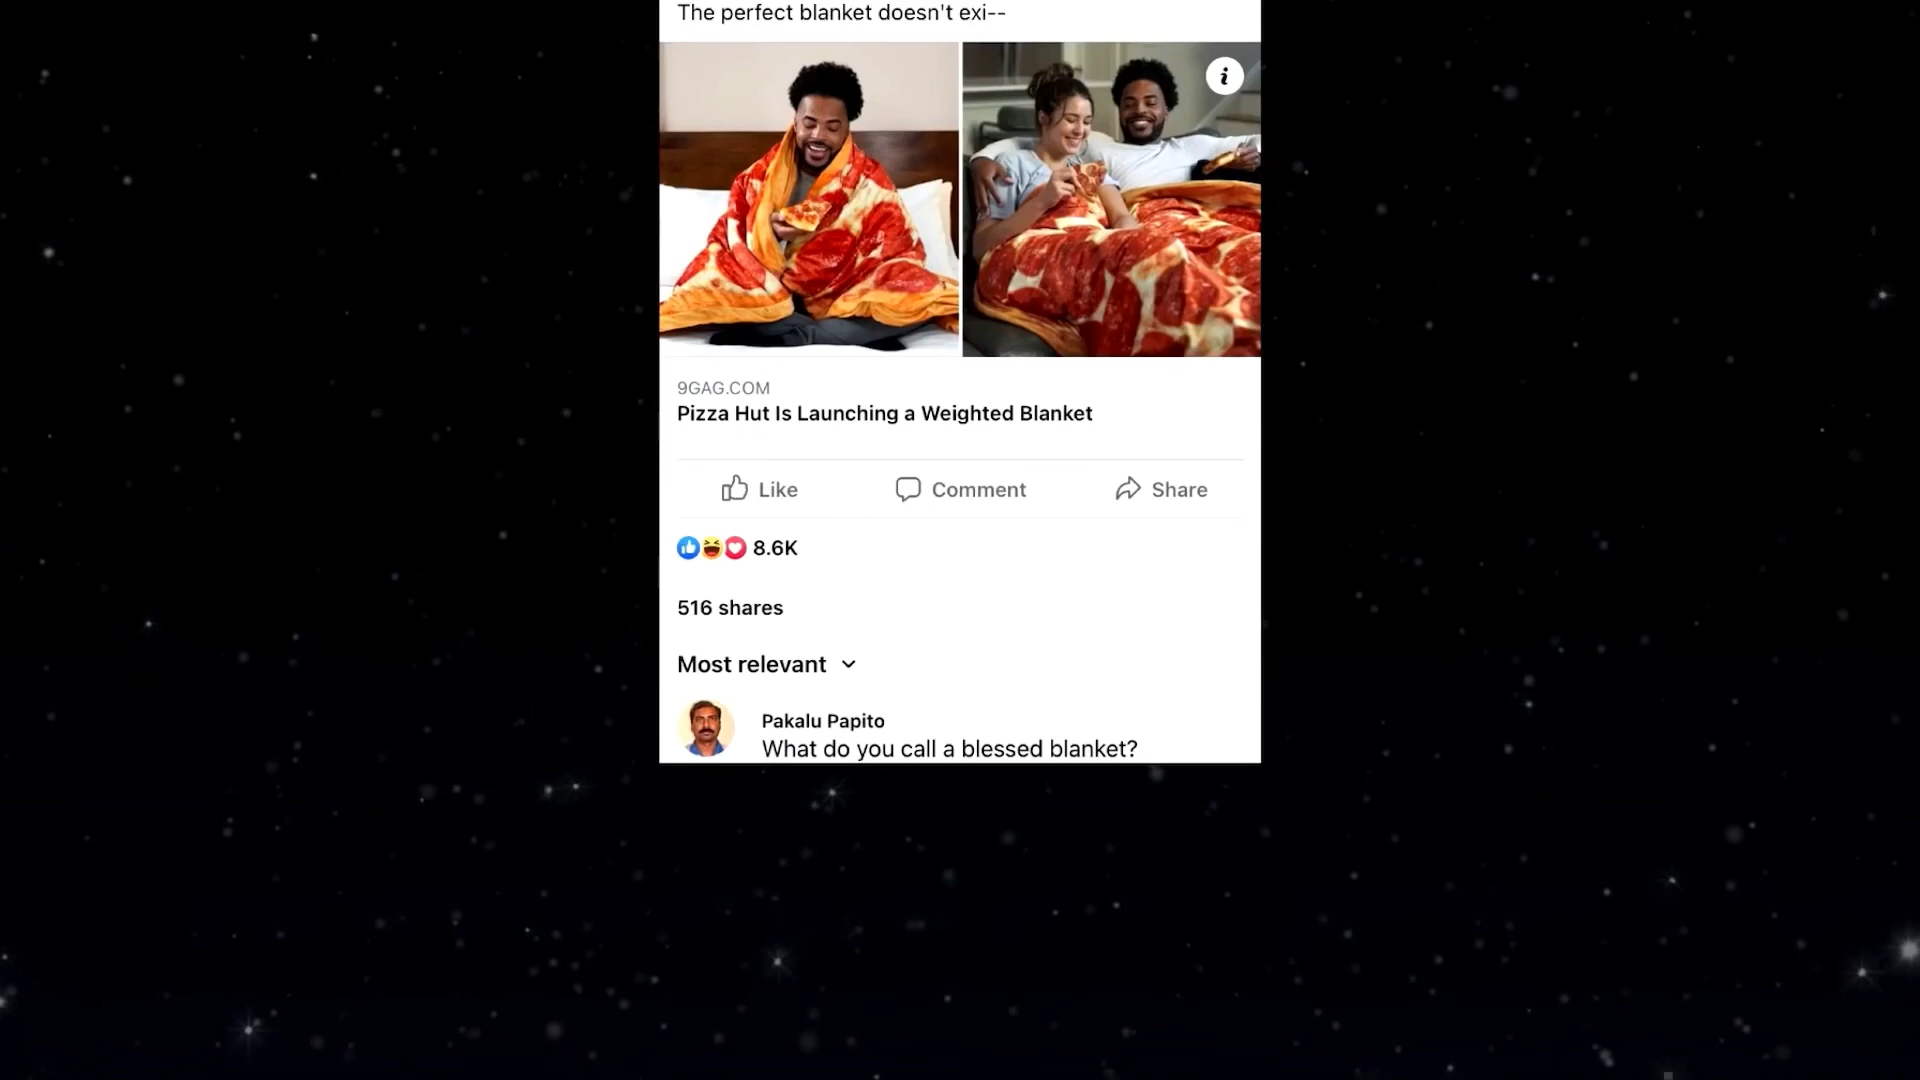 The perfect blanket doesn't exi--
i
9GAG.COM
Pizza Hut Is Launching a Weighted Blanket
Like Comment Share
8.6K
516 shares
Most relevant
Pakalu Papito
What do you call a blessed blanket?